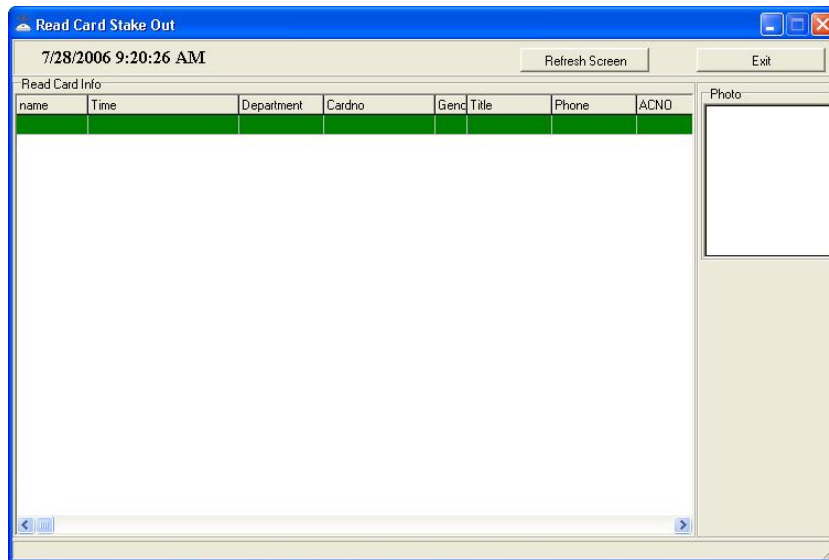 Read Card Stake Out
7/28/2006 9:20:26 AM Refresh Screen Exit
Read Card Info
Photo
name Time Department Cardno Gend Title Phone ACNO